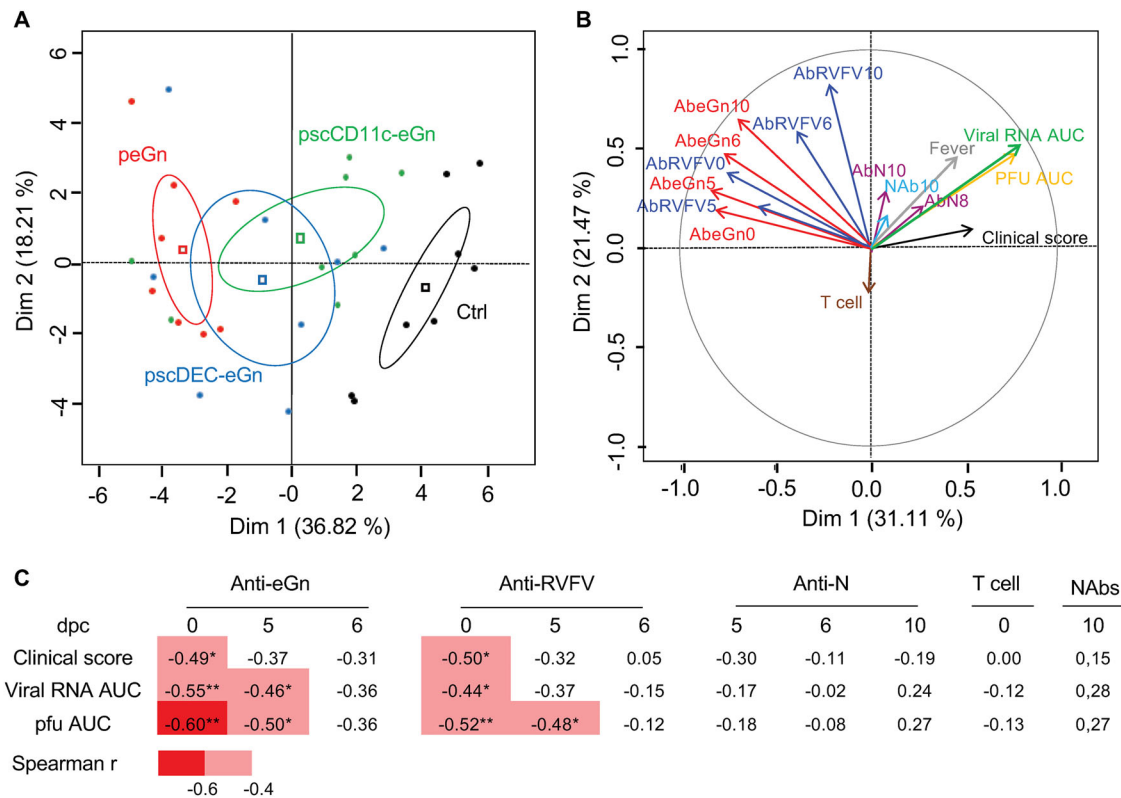 A
6
4
2
0
-2
-4
Dim 2 (18.21 %)
pscCD11c-eGn
peGn
Ctrl
pscDEC-eGn
-6 -4 -2 -0 2 4 6
Dim 1 (36.82 %)
B
1.0
0.5
0.0
-0.5
-1.0
Dim 2 (21.47 %)
AbRVFV10
AbeGn10
AbRVFV6
Viral RNA AUC
AbeGn6
Fever
AbRVFV0
AbN10
PFU AUC
AbeGn5
NAb10
AbRVFV5
AbN8
AbeGn0
Clinical score
T cell
-1.0 -0.5 0.0 0.5 1.0
Dim 1 (31.11 %)
C
Anti-eGn Anti-RVFV Anti-N T cell NAbs
dpc 0 5 6 0 5 6 5 6 10 0 10
Clinical score -0.49* -0.37 -0.31 -0.50* -0.32 0.05 -0.30 -0.11 -0.19 0.00 0,15
Viral RNA AUC -0.55** -0.46* -0.36 -0.44* -0.37 -0.15 -0.17 -0.02 0.24 -0.12 0,28
pfu AUC -0.60** -0.50* -0.36 -0.52** -0.48* -0.12 -0.18 -0.08 0.27 -0.13 0,27
Spearman r
-0.6 -0.4